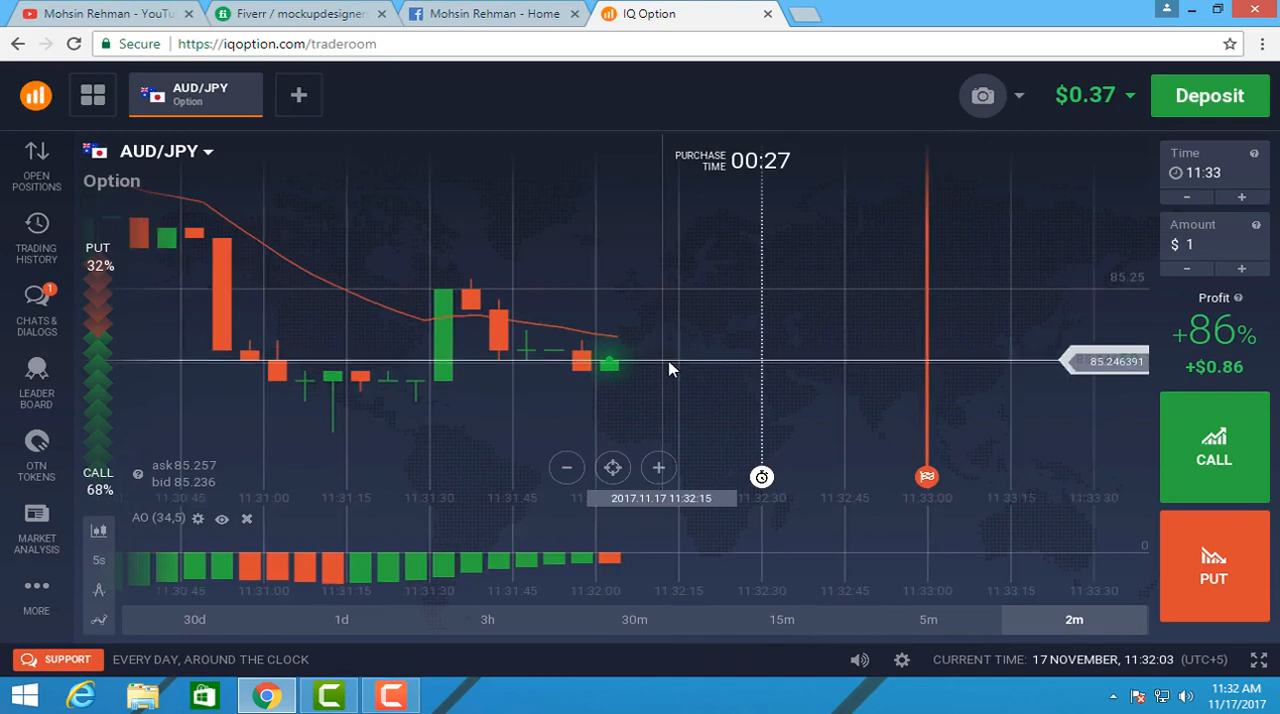 Mohsin Rehman - YouTu
Fiverr / mockupdesigner
Mohsin Rehman - Home
IQ Option
Secure
https://iqoption.com/traderoom
AUD/JPY
Option
$0.37
Deposit
OPEN
POSITIONS
TRADING
HISTORY
CHATS &
DIALOGS
1
LEADER
BOARD
OTN
TOKENS
MARKET
ANALYSIS
MORE
AUD/JPY
Option
PUT
32%
CALL
68%
ask 85.257
bid 85.236
PURCHASE
TIME
00:27
85.25
85.246391
11:30:45
11:31:00
11:31:15
11:31:30
11:31:45
2017.11.17 11:32:15
11:32:30
11:32:45
11:33:00
11:33:15
11:33:30
AO (34,5)
0
5s
11:30:45
11:31:00
11:31:15
11:31:30
11:31:45
11:32:00
11:32:15
11:32:30
11:32:45
11:33:00
11:33:15
11:33:30
30d
1d
3h
30m
15m
5m
2m
Time
11:33
Amount
$ 1
Profit
+86%
+$0.86
CALL
PUT
SUPPORT
EVERY DAY, AROUND THE CLOCK
CURRENT TIME: 17 NOVEMBER, 11:32:03 (UTC+5)
11:32 AM
11/17/2017